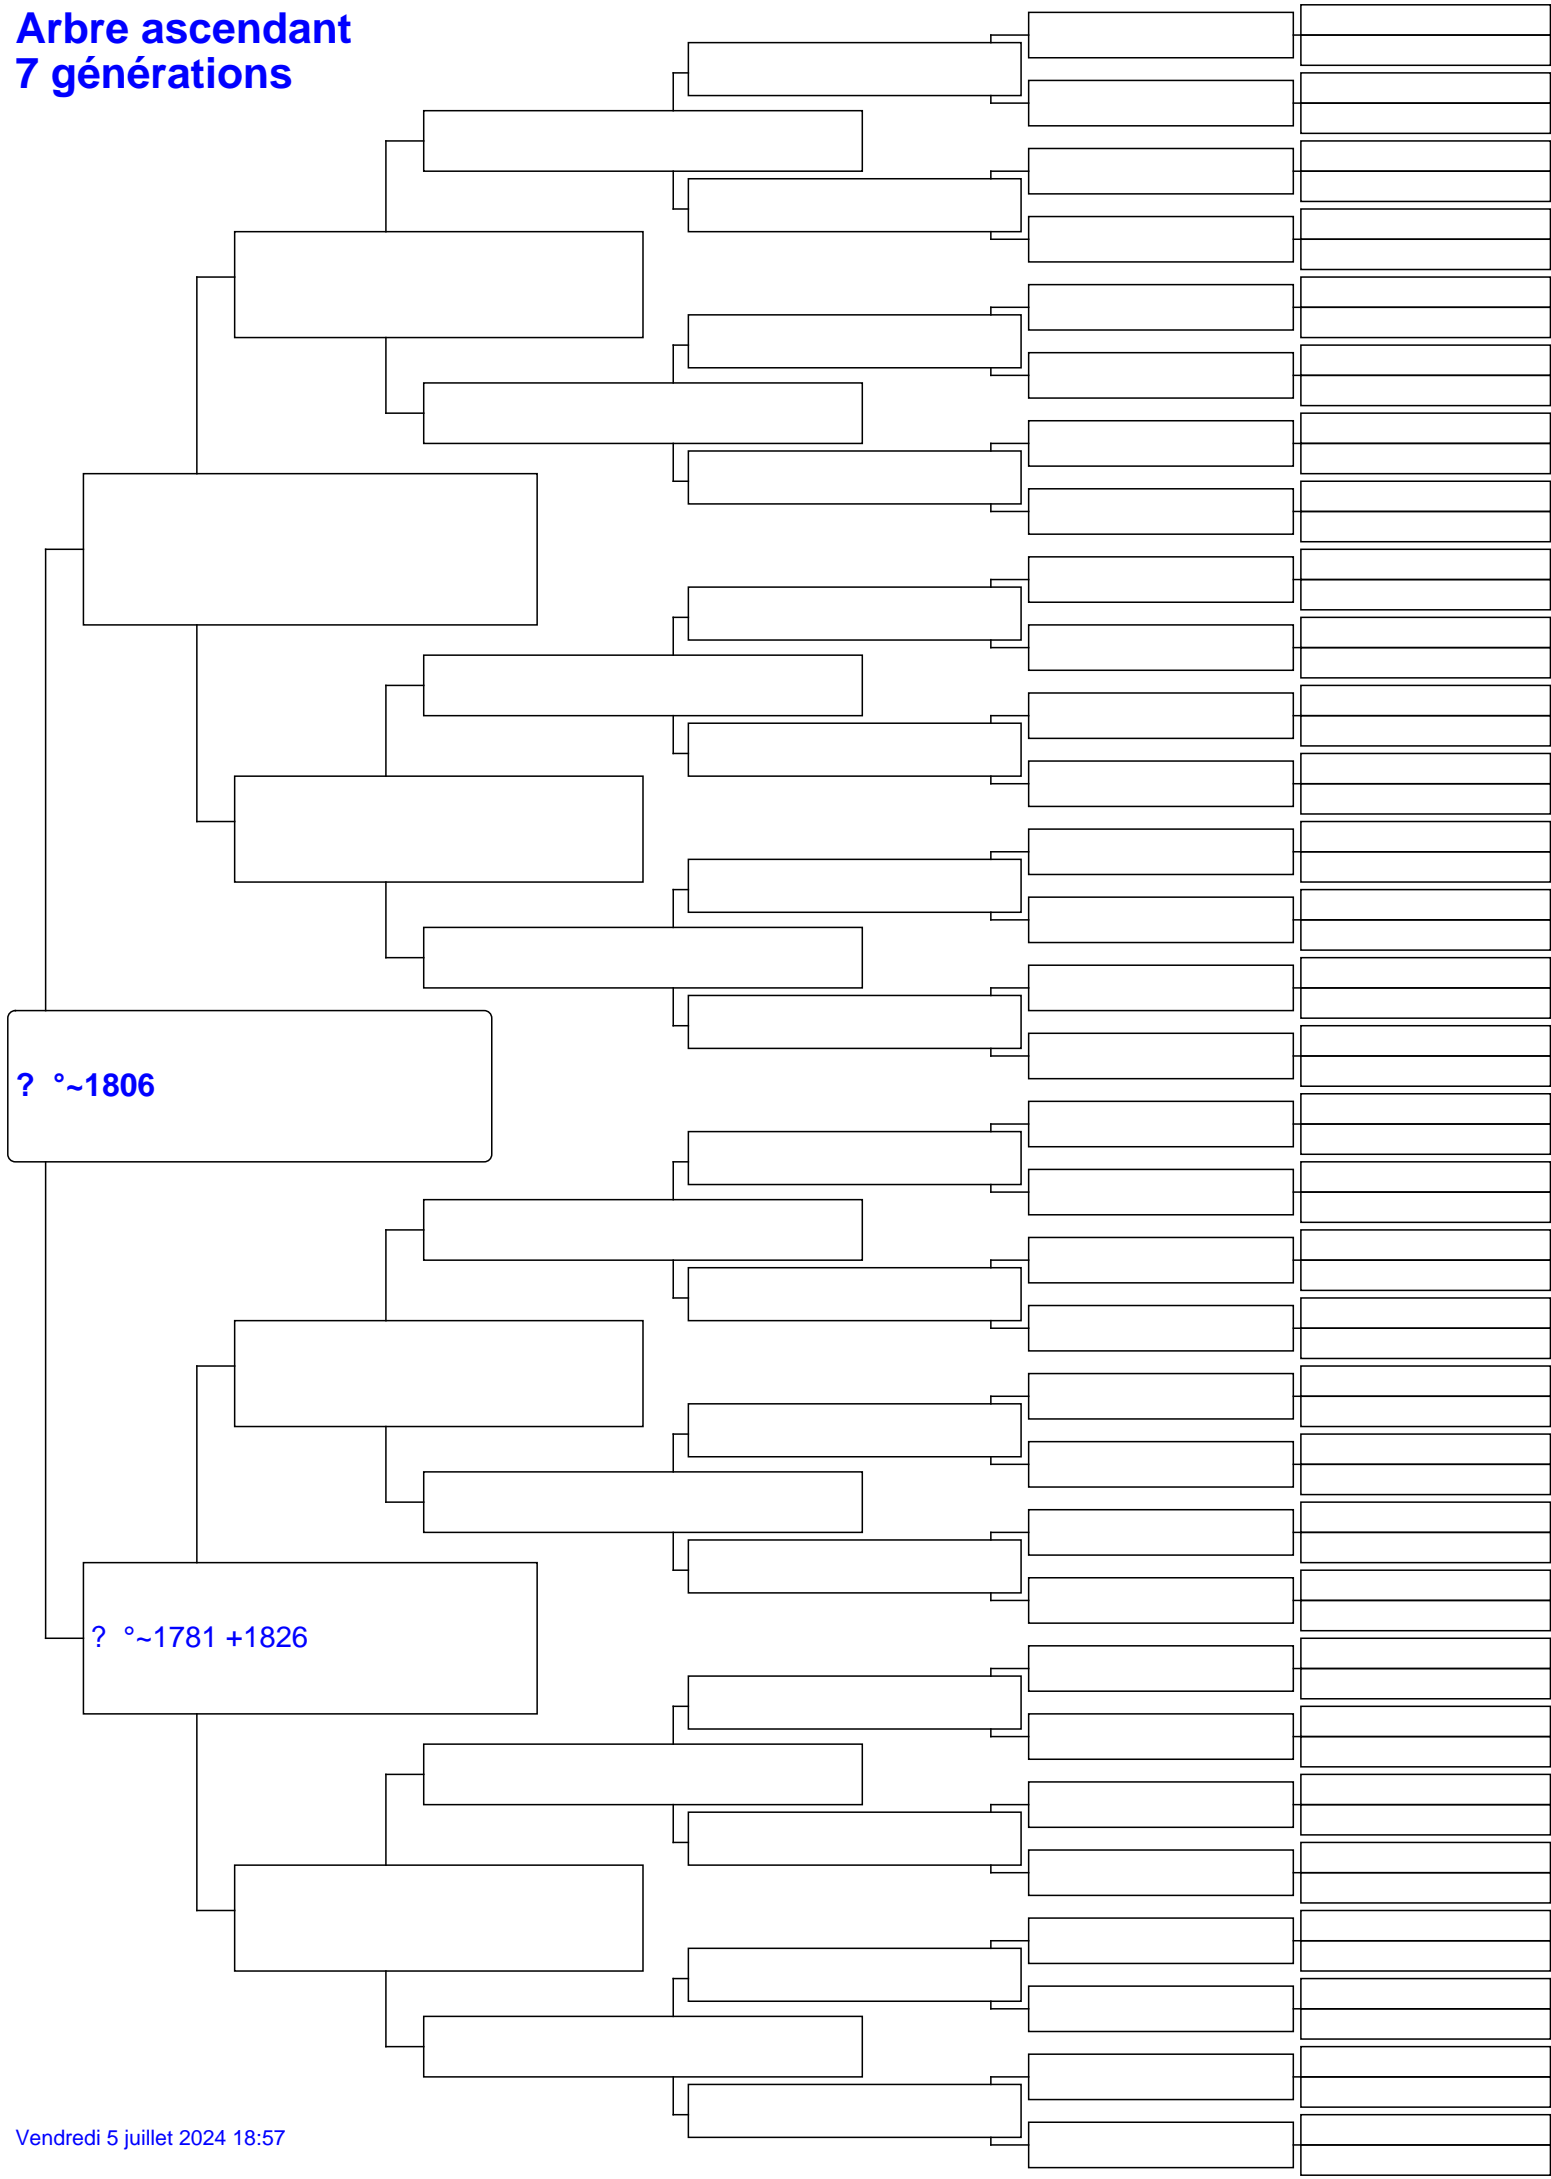 Arbre ascendant
7 générations
? °~1806
? °~1781 +1826
Vendredi 5 juillet 2024 18:57